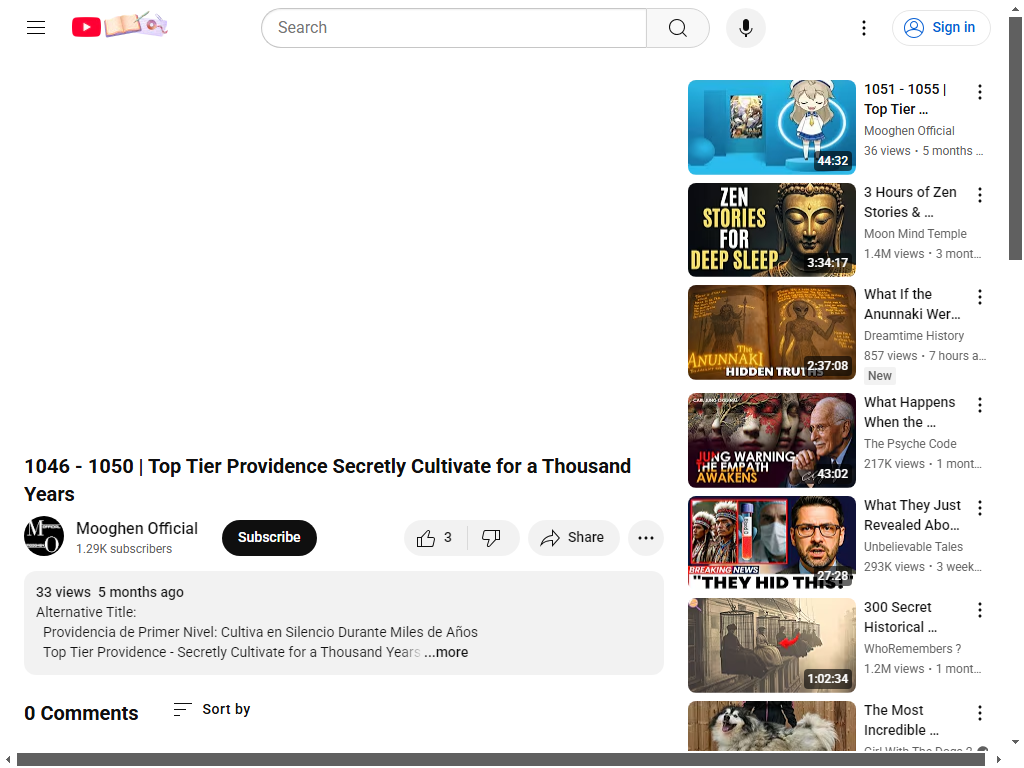 Search
Sign in
1046 - 1050 | Top Tier Providence Secretly Cultivate for a Thousand
Years
Mooghen Official
1.29K subscribers
Subscribe
3
Share
33 views 5 months ago
Alternative Title:
Providencia de Primer Nivel: Cultiva en Silencio Durante Miles de Años
Top Tier Providence - Secretly Cultivate for a Thousand Years ...more
0 Comments
Sort by
44:32
1051 - 1055 |
Top Tier ...
Mooghen Official
36 views • 5 months ...
ZEN
STORIES
FOR
DEEP SLEEP
3:34:17
3 Hours of Zen
Stories & ...
Moon Mind Temple
1.4M views • 3 mont...
The
ANUNNAKI
HIDDEN TRUTHS
2:37:08
What If the
Anunnaki Wer...
Dreamtime History
857 views • 7 hours a...
New
CARL JUNG ORIGINAL
JUNG WARNING
THE EMPATH
AWAKENS
43:02
What Happens
When the ...
The Psyche Code
217K views • 1 mont...
BREAKING NEWS
"THEY HID THIS!
27:28
What They Just
Revealed Abo...
Unbelievable Tales
293K views • 3 week...
1:02:34
300 Secret
Historical ...
WhoRemembers ?
1.2M views • 1 mont...
The Most
Incredible ...
Girl With The Dogs 2